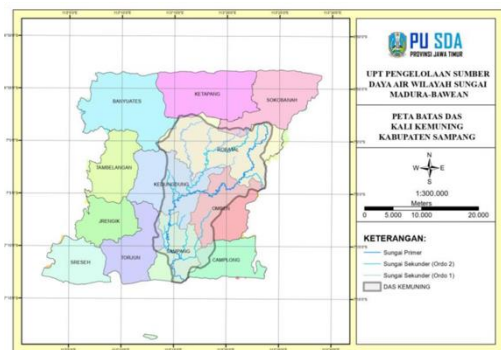 PU SDA
PROVINSI JAWA TIMUR
UPT PENGELOLAAN SUMBER
DAYA AIR WILAYAH SUNGAI
MADURA-BAWEAN
PETA BATAS DAS
KALI KEMUNING
KABUPATEN SAMPANG
N
W E
S
1:300,000
Meters
0 5.000 10.000 20.000
KETERANGAN:
Sungai Primer
Sungai Sekunder (Ordo 2)
Sungai Sekunder (Ordo 1)
DAS KEMUNING
BANYUATES
KETAPANG
SOKOBANAH
ROBATAL
TAMBELANGAN
KEDUNGDUNG
OMBEN
JRENGIK
SAMPANG
SRESEH
TORJUN
CAMPLONG